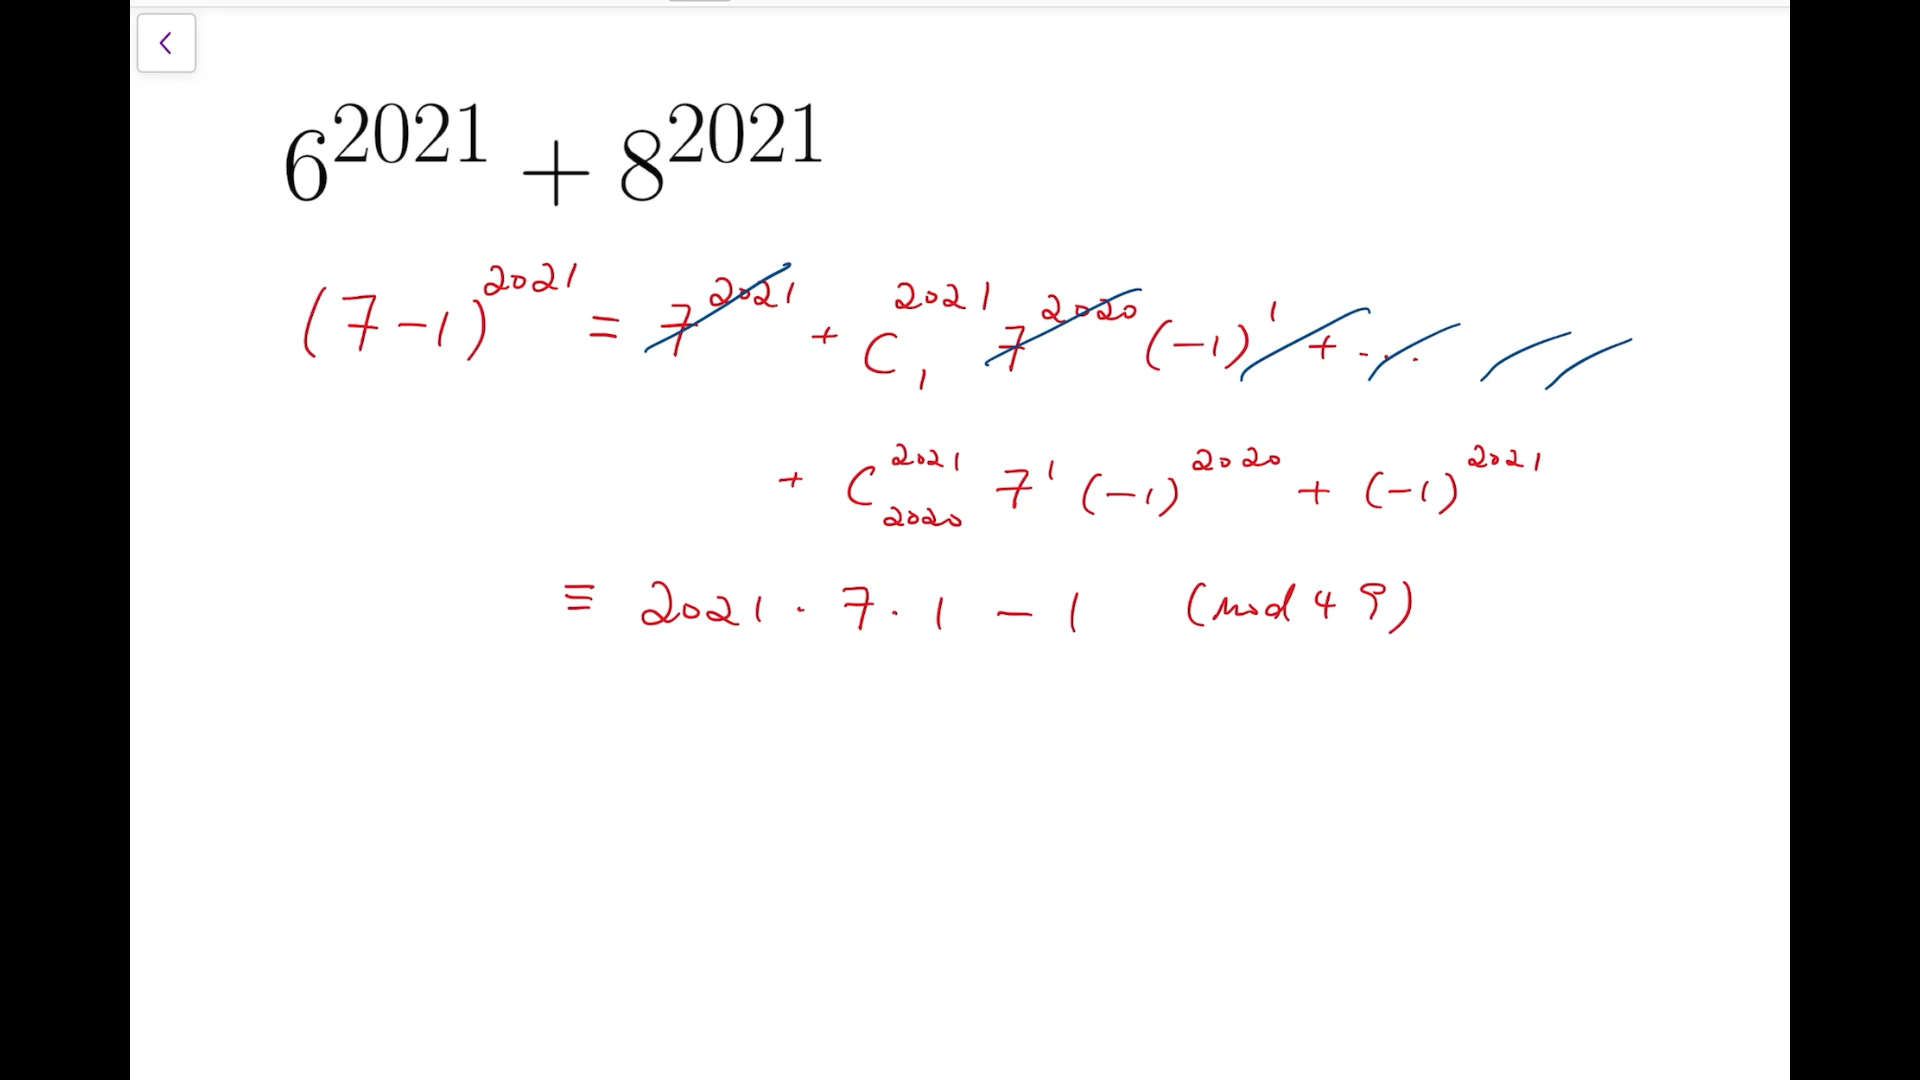 6^2021 + 8^2021
(7-1)^2021 = 7^2021 + C_1^2021 7^2020 (-1)^1 + ...
+ C_2020^2021 7^1 (-1)^2020 + (-1)^2021
≡ 2021 · 7 · 1 - 1 (mod 49)